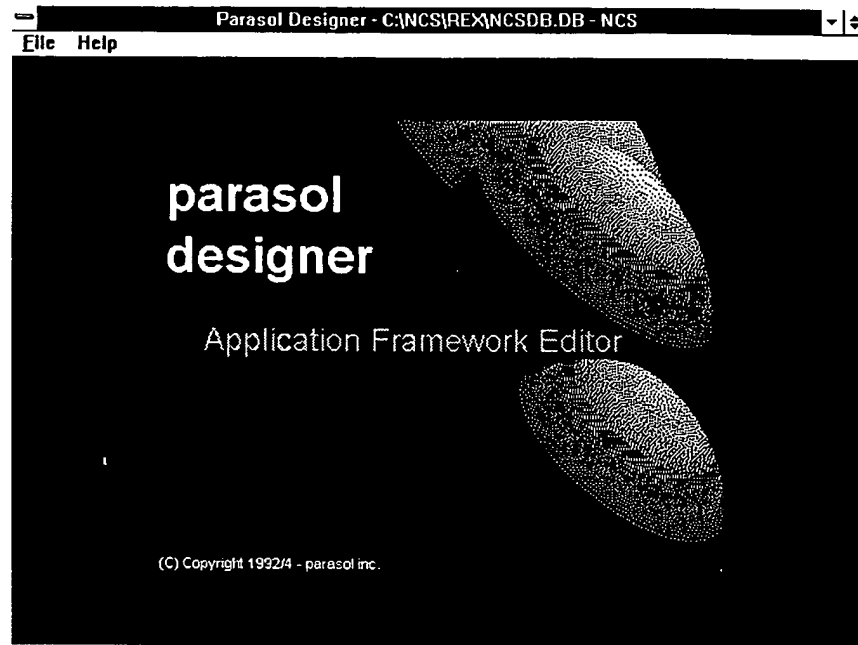 Parasol Designer - C:\NCS\REX\NCSDB.DB - NCS
File Help
parasol
designer
Application Framework Editor
(C) Copyright 1992/4 - parasol inc.